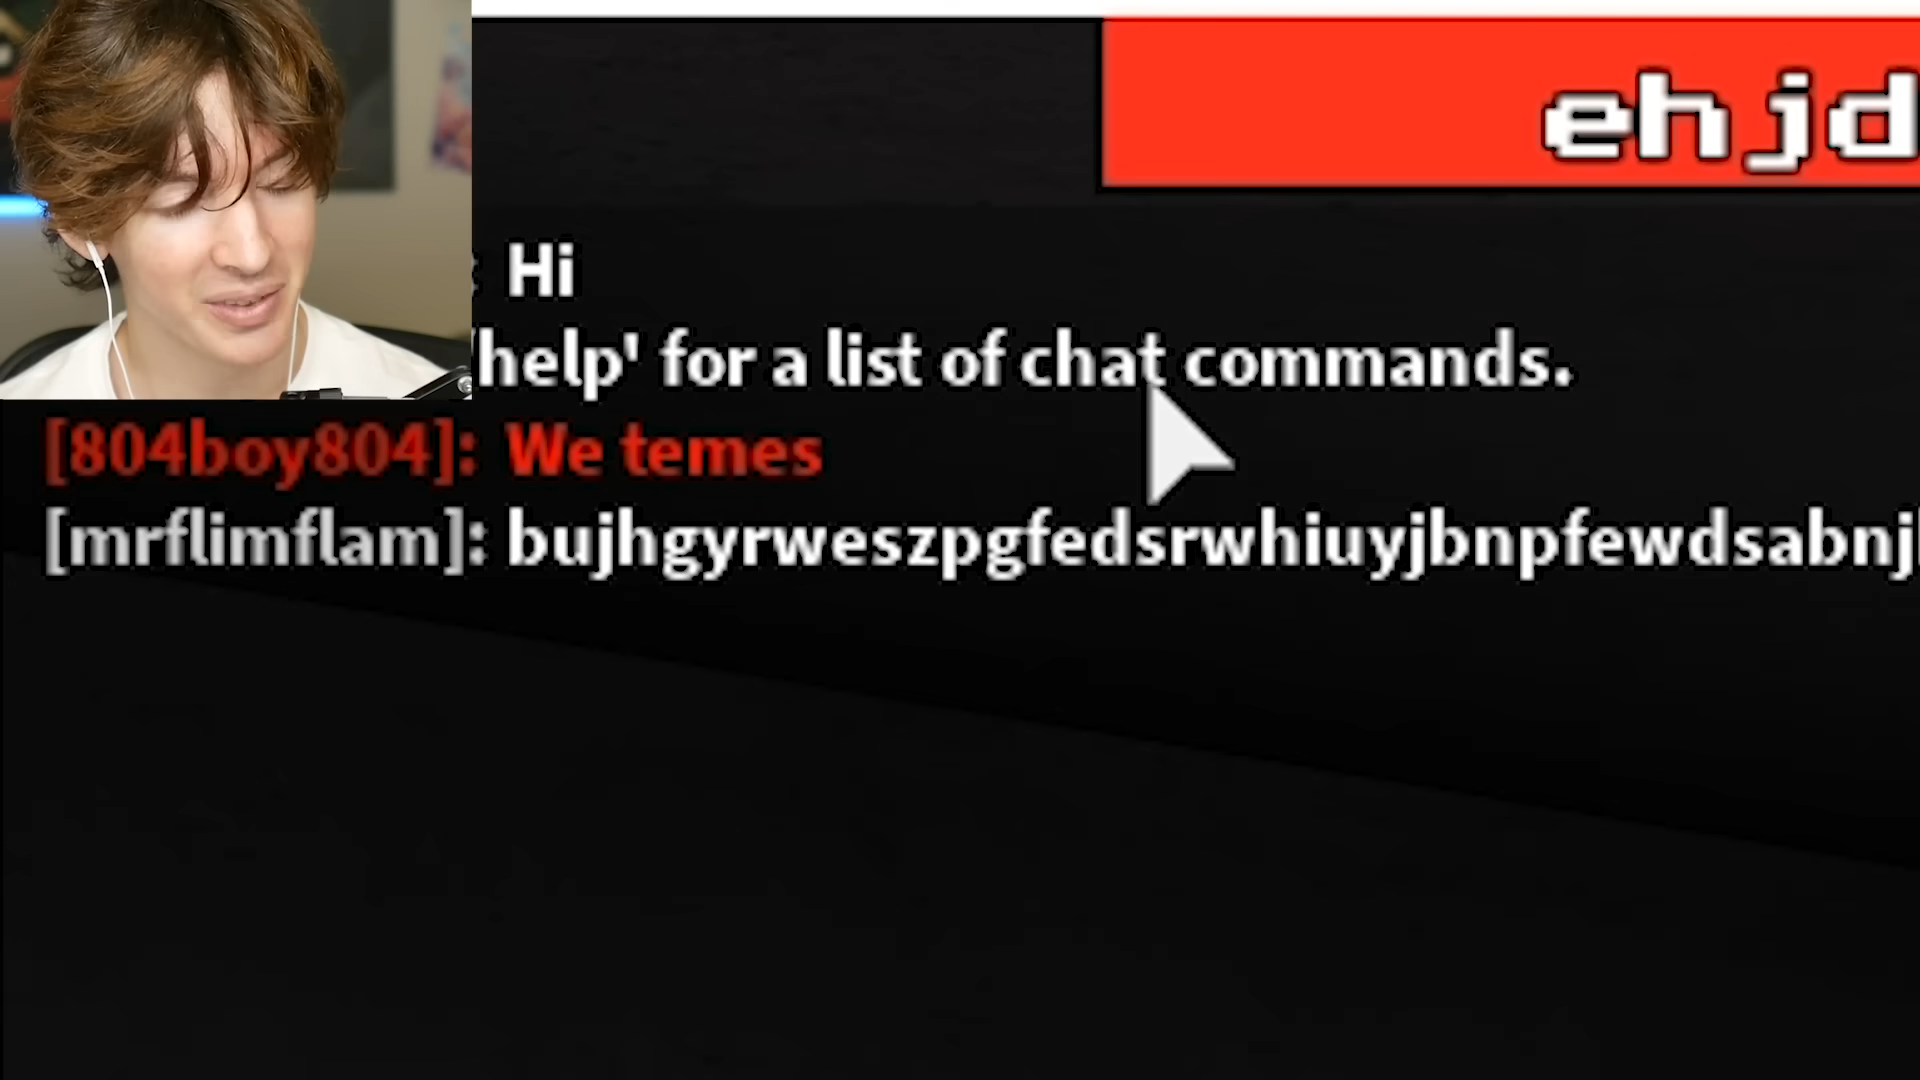 ehjd
: Hi
help' for a list of chat commands.
[804boy804]: We temes
[mrflimflam]: bujhgyrweszpgfedsrwhiuyjbnpfewdsabnj